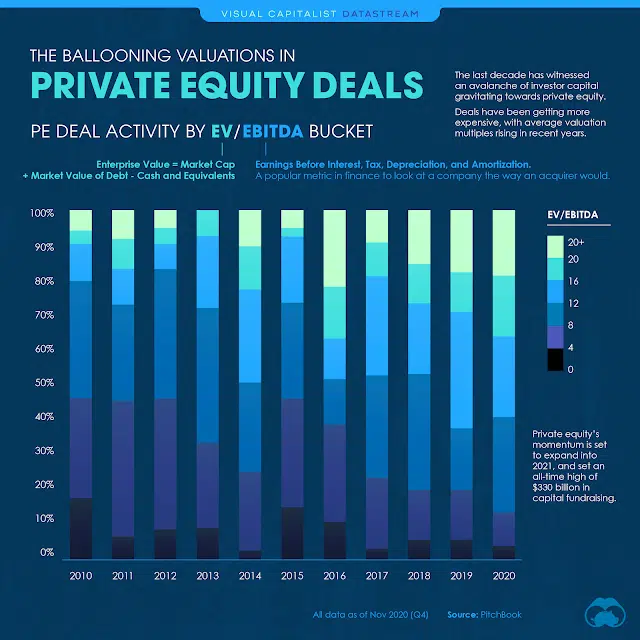 VISUAL CAPITALIST DATASTREAM
THE BALLOONING VALUATIONS IN
PRIVATE EQUITY DEALS
The last decade has witnessed
an avalanche of investor capital
gravitating towards private equity.
Deals have been getting more
expensive, with average valuation
multiples rising in recent years.
PE DEAL ACTIVITY BY EV/EBITDA BUCKET
Enterprise Value = Market Cap
+ Market Value of Debt - Cash and Equivalents
Earnings Before Interest, Tax, Depreciation, and Amortization.
A popular metric in finance to look at a company the way an acquirer would.
100%
90%
80%
70%
60%
50%
40%
30%
20%
10%
0%
2010 2011 2012 2013 2014 2015 2016 2017 2018 2019 2020
EV/EBITDA
20+
20
16
12
8
4
0
Private equity's
momentum is set
to expand into
2021, and set an
all-time high of
$330 billion in
capital fundraising.
All data as of Nov 2020 (Q4) Source: PitchBook